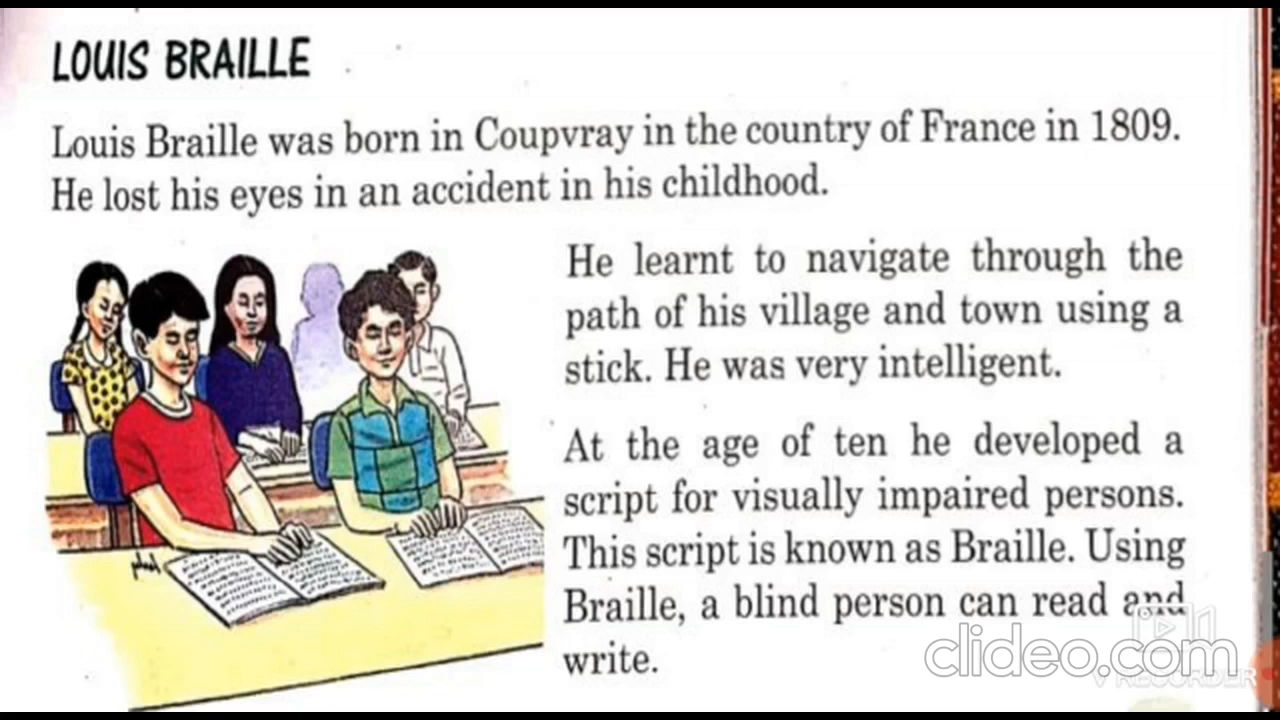 LOUIS BRAILLE
Louis Braille was born in Coupvray in the country of France in 1809.
He lost his eyes in an accident in his childhood.
He learnt to navigate through the
path of his village and town using a
stick. He was very intelligent.
At the age of ten he developed a
script for visually impaired persons.
This script is known as Braille. Using
Braille, a blind person can read and
write.
clideo.com
V RECORDER